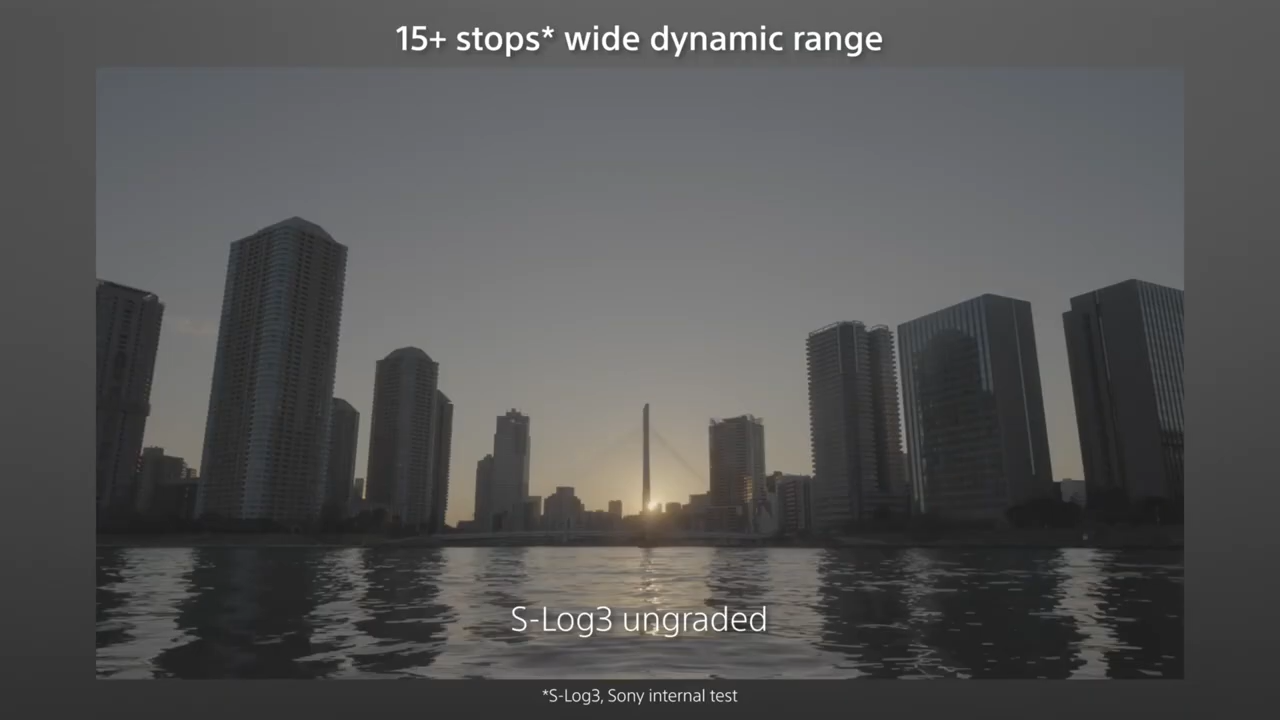 15+ stops* wide dynamic range
S-Log3 ungraded
*S-Log3, Sony internal test